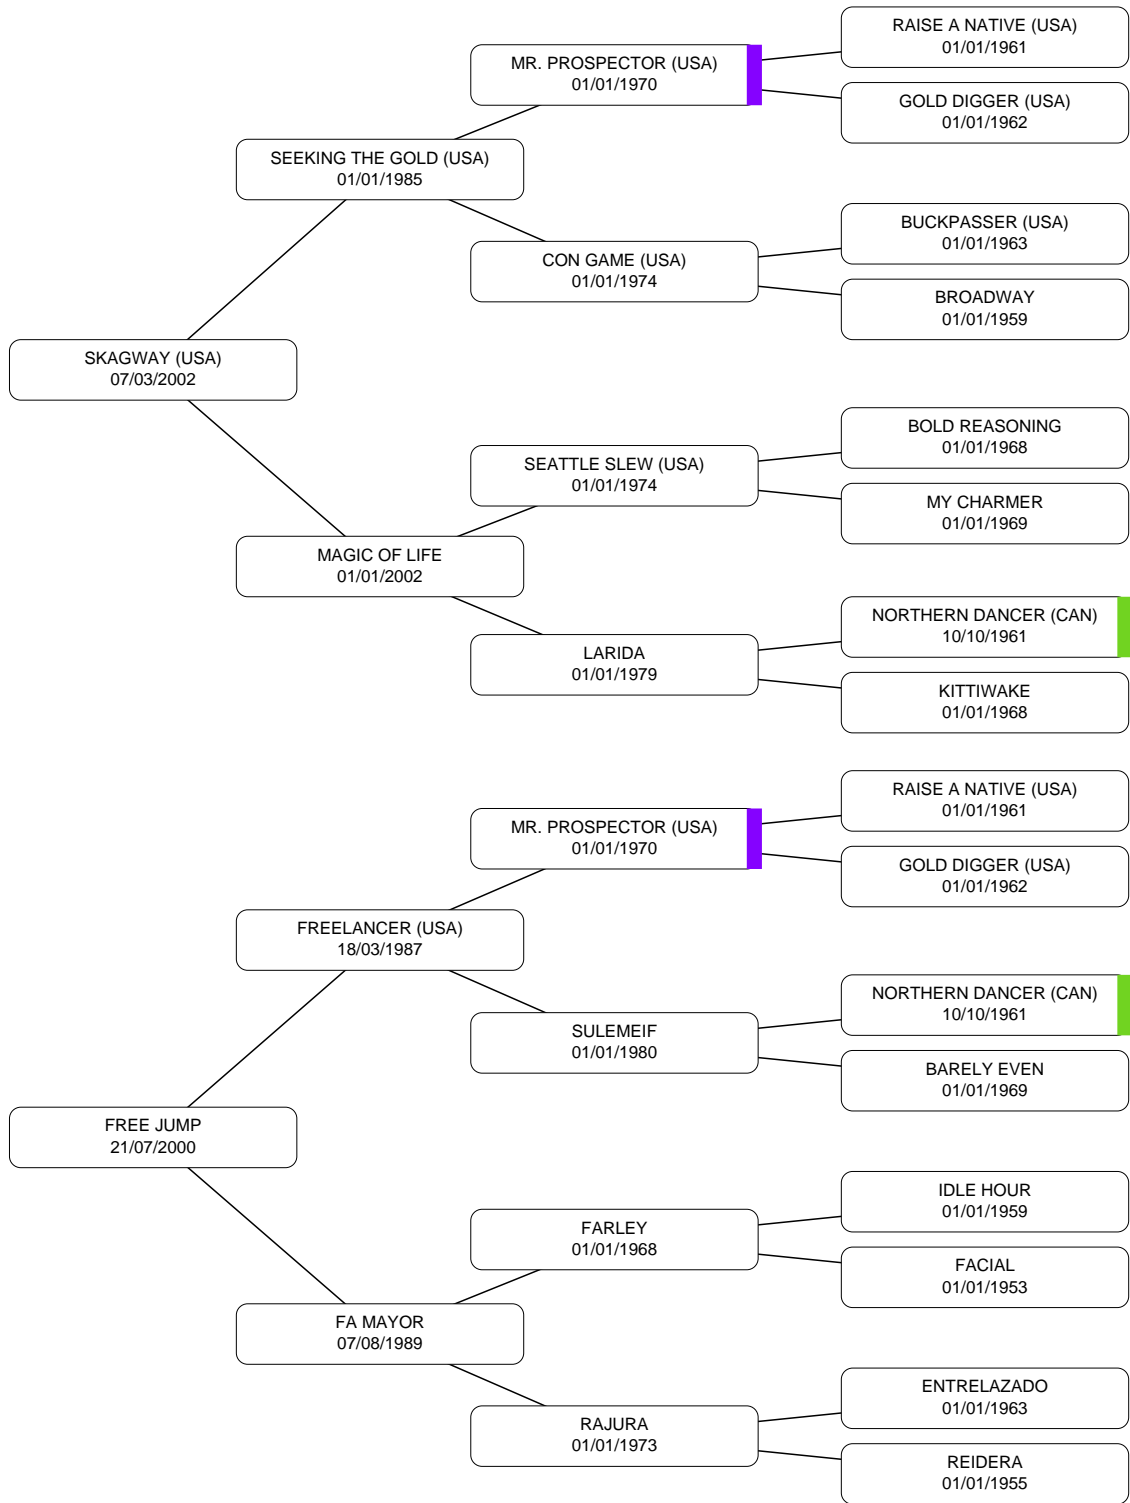 RAISE A NATIVE (USA)
01/01/1961
MR. PROSPECTOR (USA)
01/01/1970
GOLD DIGGER (USA)
01/01/1962
SEEKING THE GOLD (USA)
01/01/1985
BUCKPASSER (USA)
01/01/1963
CON GAME (USA)
01/01/1974
BROADWAY
01/01/1959
SKAGWAY (USA)
07/03/2002
BOLD REASONING
01/01/1968
SEATTLE SLEW (USA)
01/01/1974
MY CHARMER
01/01/1969
MAGIC OF LIFE
01/01/2002
NORTHERN DANCER (CAN)
10/10/1961
LARIDA
01/01/1979
KITTIWAKE
01/01/1968
RAISE A NATIVE (USA)
01/01/1961
MR. PROSPECTOR (USA)
01/01/1970
GOLD DIGGER (USA)
01/01/1962
FREELANCER (USA)
18/03/1987
NORTHERN DANCER (CAN)
10/10/1961
SULEMEIF
01/01/1980
BARELY EVEN
01/01/1969
FREE JUMP
21/07/2000
IDLE HOUR
01/01/1959
FARLEY
01/01/1968
FACIAL
01/01/1953
FA MAYOR
07/08/1989
ENTRELAZADO
01/01/1963
RAJURA
01/01/1973
REIDERA
01/01/1955